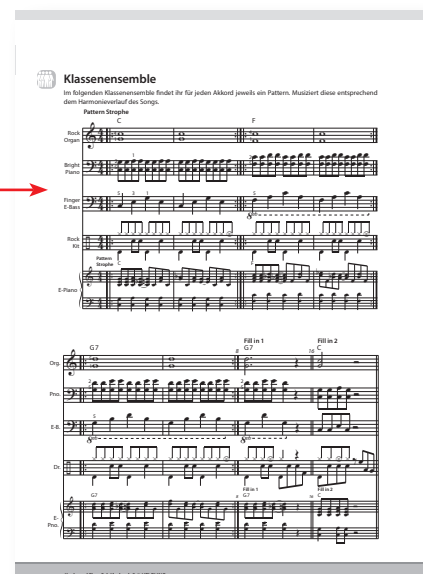 Klassenensemble
Im folgenden Klassenensemble findet ihr für jeden Akkord jeweils ein Pattern. Musiziert diese entsprechend
dem Harmonieverlauf des Songs.
Pattern Strophe
C F
Rock
Organ
Bright
Piano
Finger
E-Bass
Rock
Kit
Pattern
Strophe C F
E-Piano
Fill in 1 Fill in 2
G7 G7 C
Org.
Pno.
E-B.
Dr.
Fill in 1 Fill in 2
G7 G7 C
E-
Pno.